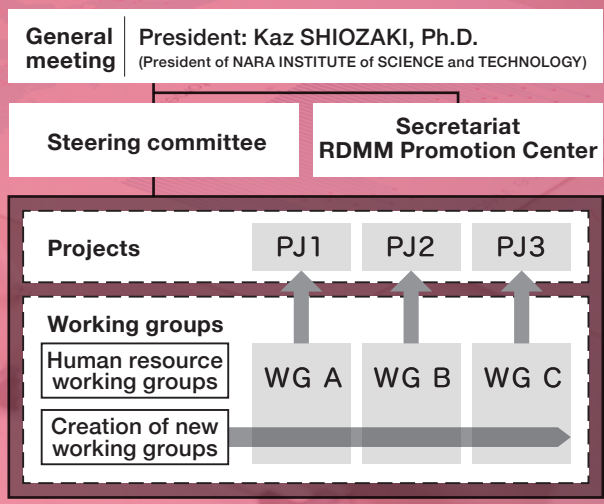 General
meeting
President: Kaz SHIOZAKI, Ph.D.
(President of NARA INSTITUTE of SCIENCE and TECHNOLOGY)
Steering committee
Secretariat
RDMM Promotion Center
Projects
PJ1
PJ2
PJ3
Working groups
Human resource
working groups
WG A
WG B
WG C
Creation of new
working groups